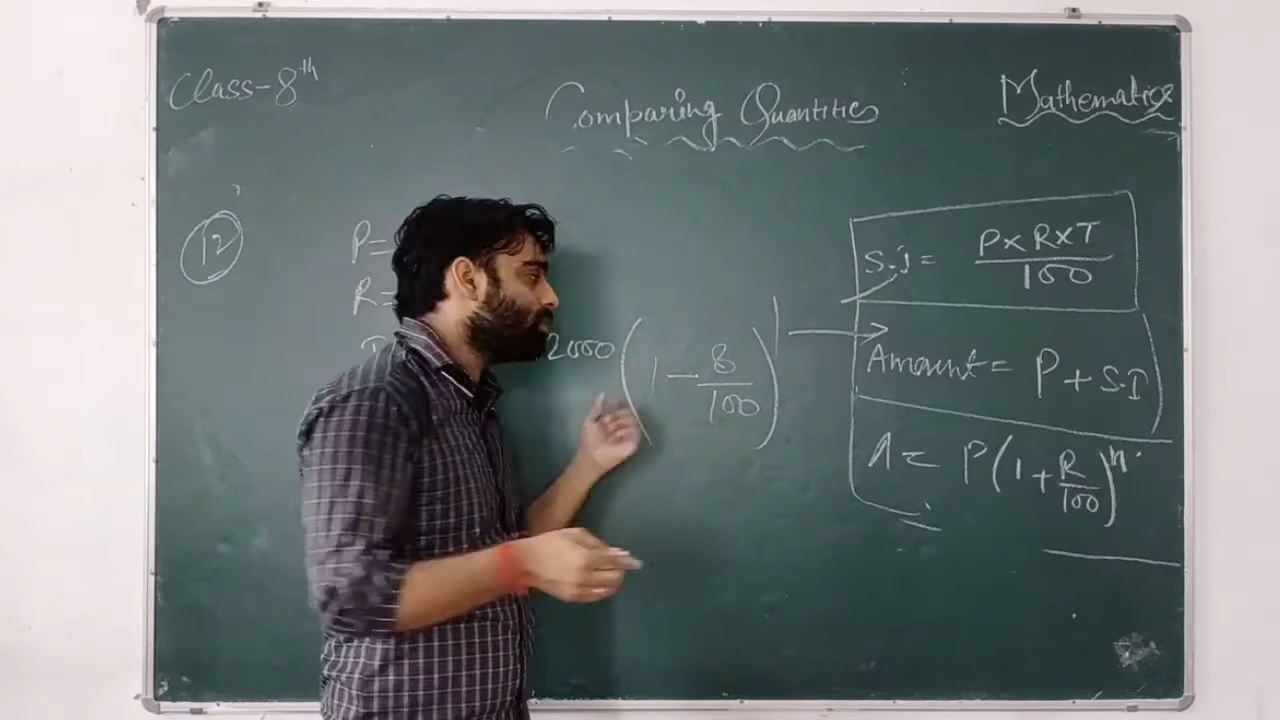 Class-8th
Comparing Quantities
Mathematics
12
P=
R=
2000(1-8/100)^1
S.I = P×R×T/100
Amount = P+S.I
A = P(1+R/100)^n